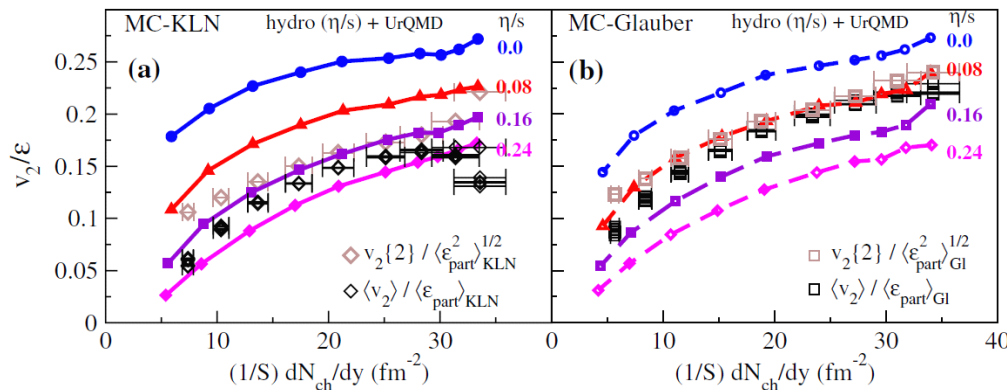 MC-KLN hydro (η/s) + UrQMD η/s
(a)
0.0
0.08
0.16
0.24
v₂{2} / ⟨ε²part⟩^1/2 KLN
⟨v₂⟩ / ⟨εpart⟩KLN
v₂/ε
0
0.05
0.1
0.15
0.2
0.25
0 10 20 30
(1/S) dNch/dy (fm⁻²)
MC-Glauber hydro (η/s) + UrQMD η/s
(b)
0.0
0.08
0.16
0.24
v₂{2} / ⟨ε²part⟩^1/2 Gl
⟨v₂⟩ / ⟨εpart⟩Gl
0 10 20 30 40
(1/S) dNch/dy (fm⁻²)